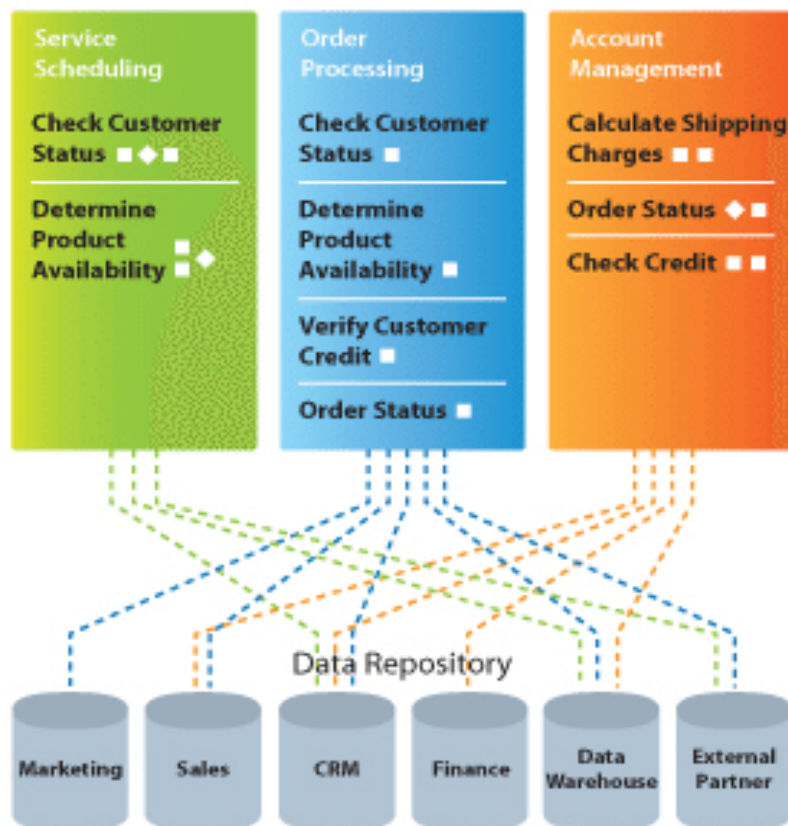 Service
Scheduling
Check Customer
Status
Determine
Product
Availability
Order
Processing
Check Customer
Status
Determine
Product
Availability
Verify Customer
Credit
Order Status
Account
Management
Calculate Shipping
Charges
Order Status
Check Credit
Data Repository
Marketing
Sales
CRM
Finance
Data
Warehouse
External
Partner